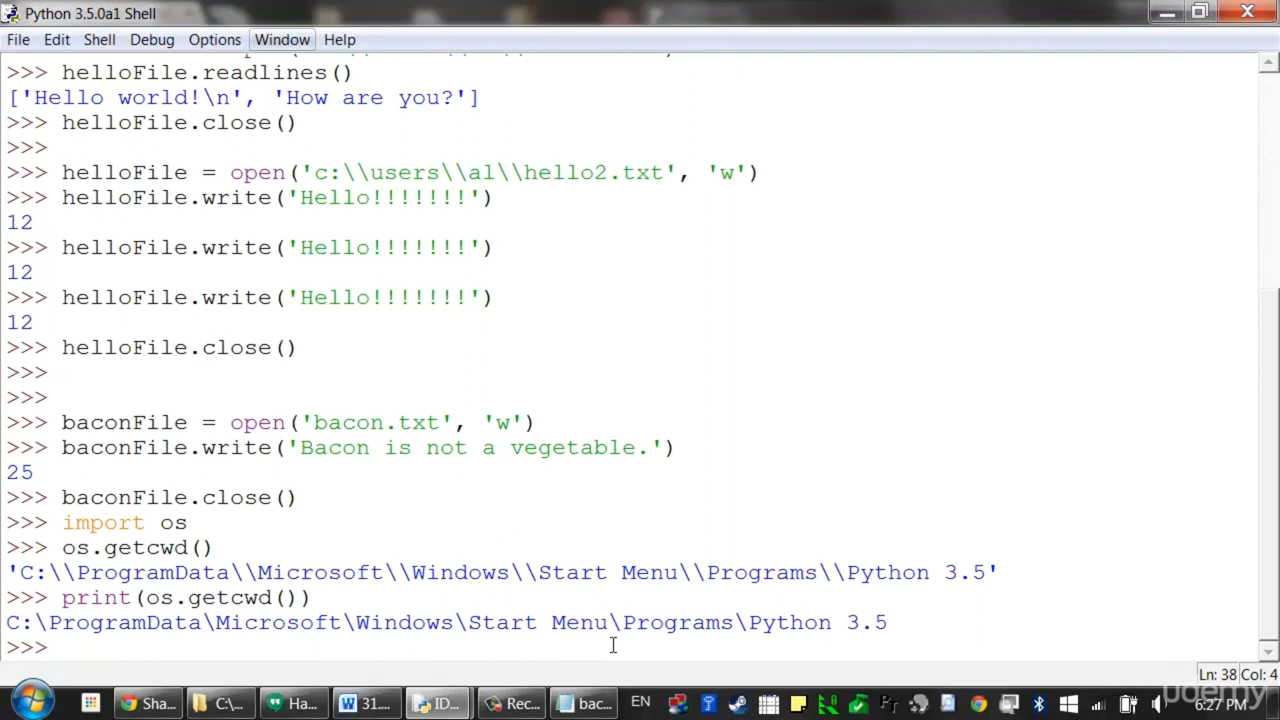 Python 3.5.0a1 Shell
File Edit Shell Debug Options Window Help
>>> helloFile.readlines()
['Hello world!\n', 'How are you?']
>>> helloFile.close()
>>>
>>> helloFile = open('c:\\users\\al\\hello2.txt', 'w')
>>> helloFile.write('Hello!!!!!!!')
12
>>> helloFile.write('Hello!!!!!!!')
12
>>> helloFile.write('Hello!!!!!!!')
12
>>> helloFile.close()
>>>
>>>
>>> baconFile = open('bacon.txt', 'w')
>>> baconFile.write('Bacon is not a vegetable.')
25
>>> baconFile.close()
>>> import os
>>> os.getcwd()
'C:\\ProgramData\\Microsoft\\Windows\\Start Menu\\Programs\\Python 3.5'
>>> print(os.getcwd())
C:\ProgramData\Microsoft\Windows\Start Menu\Programs\Python 3.5
>>>
Ln: 38 Col: 4
Sha... C:\... Ha... 31.... ID... Rec... bac... EN 6:27 PM
udemy